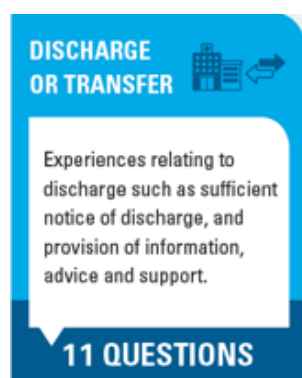 DISCHARGE
OR TRANSFER
Experiences relating to
discharge such as sufficient
notice of discharge, and
provision of information,
advice and support.
11 QUESTIONS